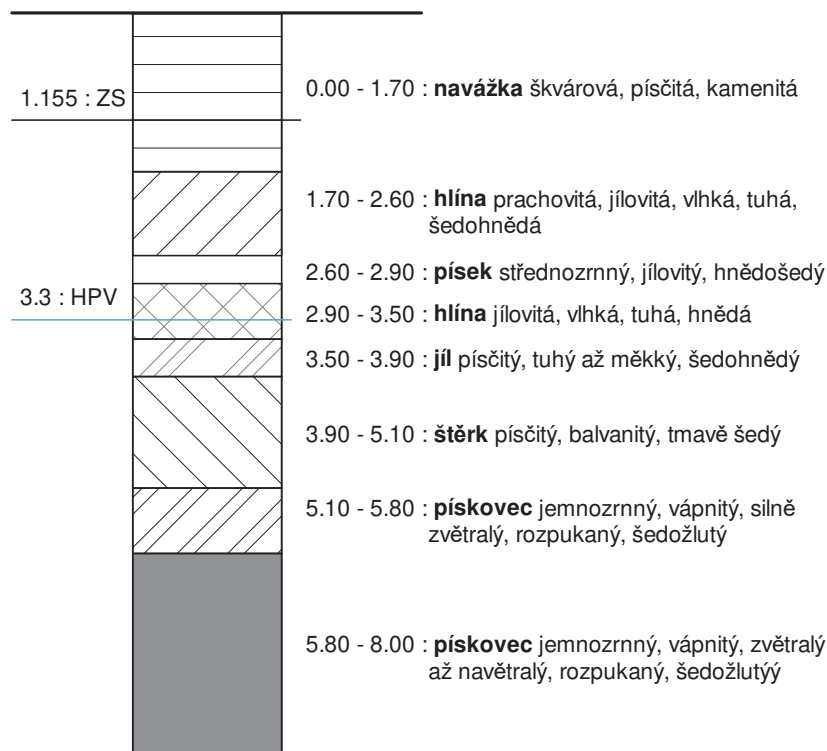 1.155 : ZS
0.00 - 1.70 : navážka škvárová, písčitá, kamenitá
1.70 - 2.60 : hlína prachovitá, jílovitá, vlhká, tuhá,
šedohnědá
2.60 - 2.90 : písek střednozrnný, jílovitý, hnědošedý
3.3 : HPV
2.90 - 3.50 : hlína jílovitá, vlhká, tuhá, hnědá
3.50 - 3.90 : jíl písčitý, tuhý až měkký, šedohnědý
3.90 - 5.10 : štěrk písčitý, balvanitý, tmavě šedý
5.10 - 5.80 : pískovec jemnozrnný, vápnitý, silně
zvětralý, rozpukaný, šedožlutý
5.80 - 8.00 : pískovec jemnozrnný, vápnitý, zvětralý
až navětralý, rozpukaný, šedožlutýý